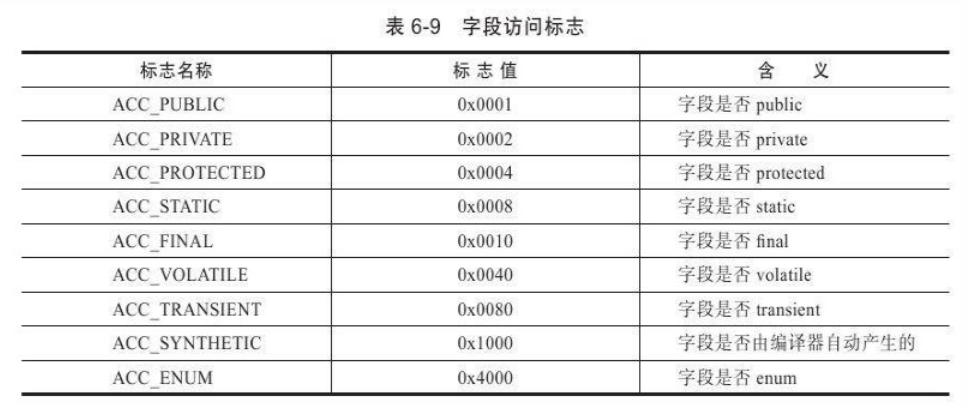 表 6-9 字段访问标志
标志名称 标 志 值 含 义
ACC_PUBLIC 0x0001 字段是否 public
ACC_PRIVATE 0x0002 字段是否 private
ACC_PROTECTED 0x0004 字段是否 protected
ACC_STATIC 0x0008 字段是否 static
ACC_FINAL 0x0010 字段是否 final
ACC_VOLATILE 0x0040 字段是否 volatile
ACC_TRANSIENT 0x0080 字段是否 transient
ACC_SYNTHETIC 0x1000 字段是否由编译器自动产生的
ACC_ENUM 0x4000 字段是否 enum